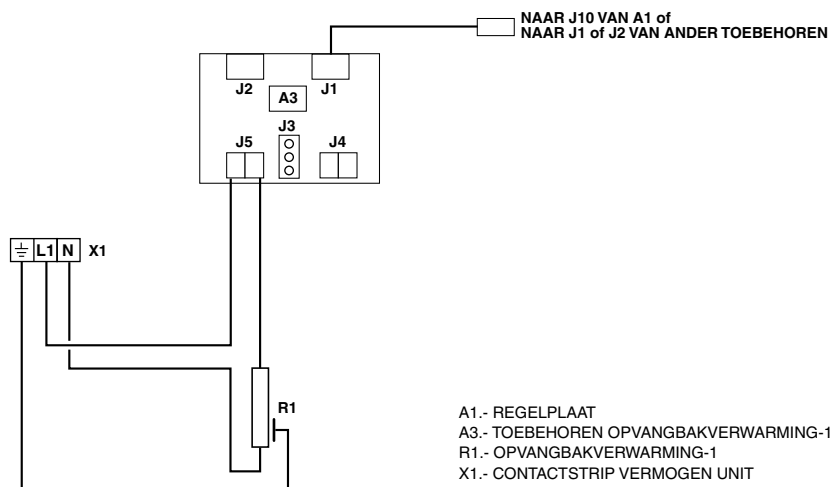 NAAR J10 VAN A1 of
NAAR J1 of J2 VAN ANDER TOEBEHOREN
J2
J1
A3
J3
J5
J4
L1 N X1
R1
A1.- REGELPLAAT
A3.- TOEBEHOREN OPVANGBAKVERWARMING-1
R1.- OPVANGBAKVERWARMING-1
X1.- CONTACTSTRIP VERMOGEN UNIT